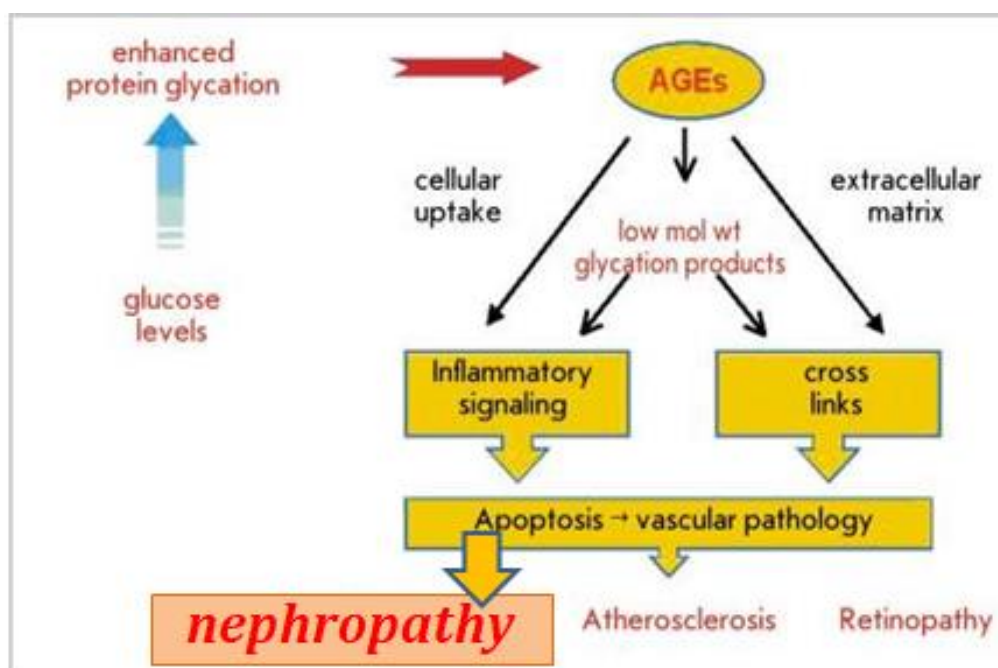 enhanced
protein glycation
AGEs
cellular
uptake
extracellular
matrix
low mol wt
glycation products
glucose
levels
Inflammatory
signaling
cross
links
Apoptosis → vascular pathology
nephropathy
Atherosclerosis
Retinopathy